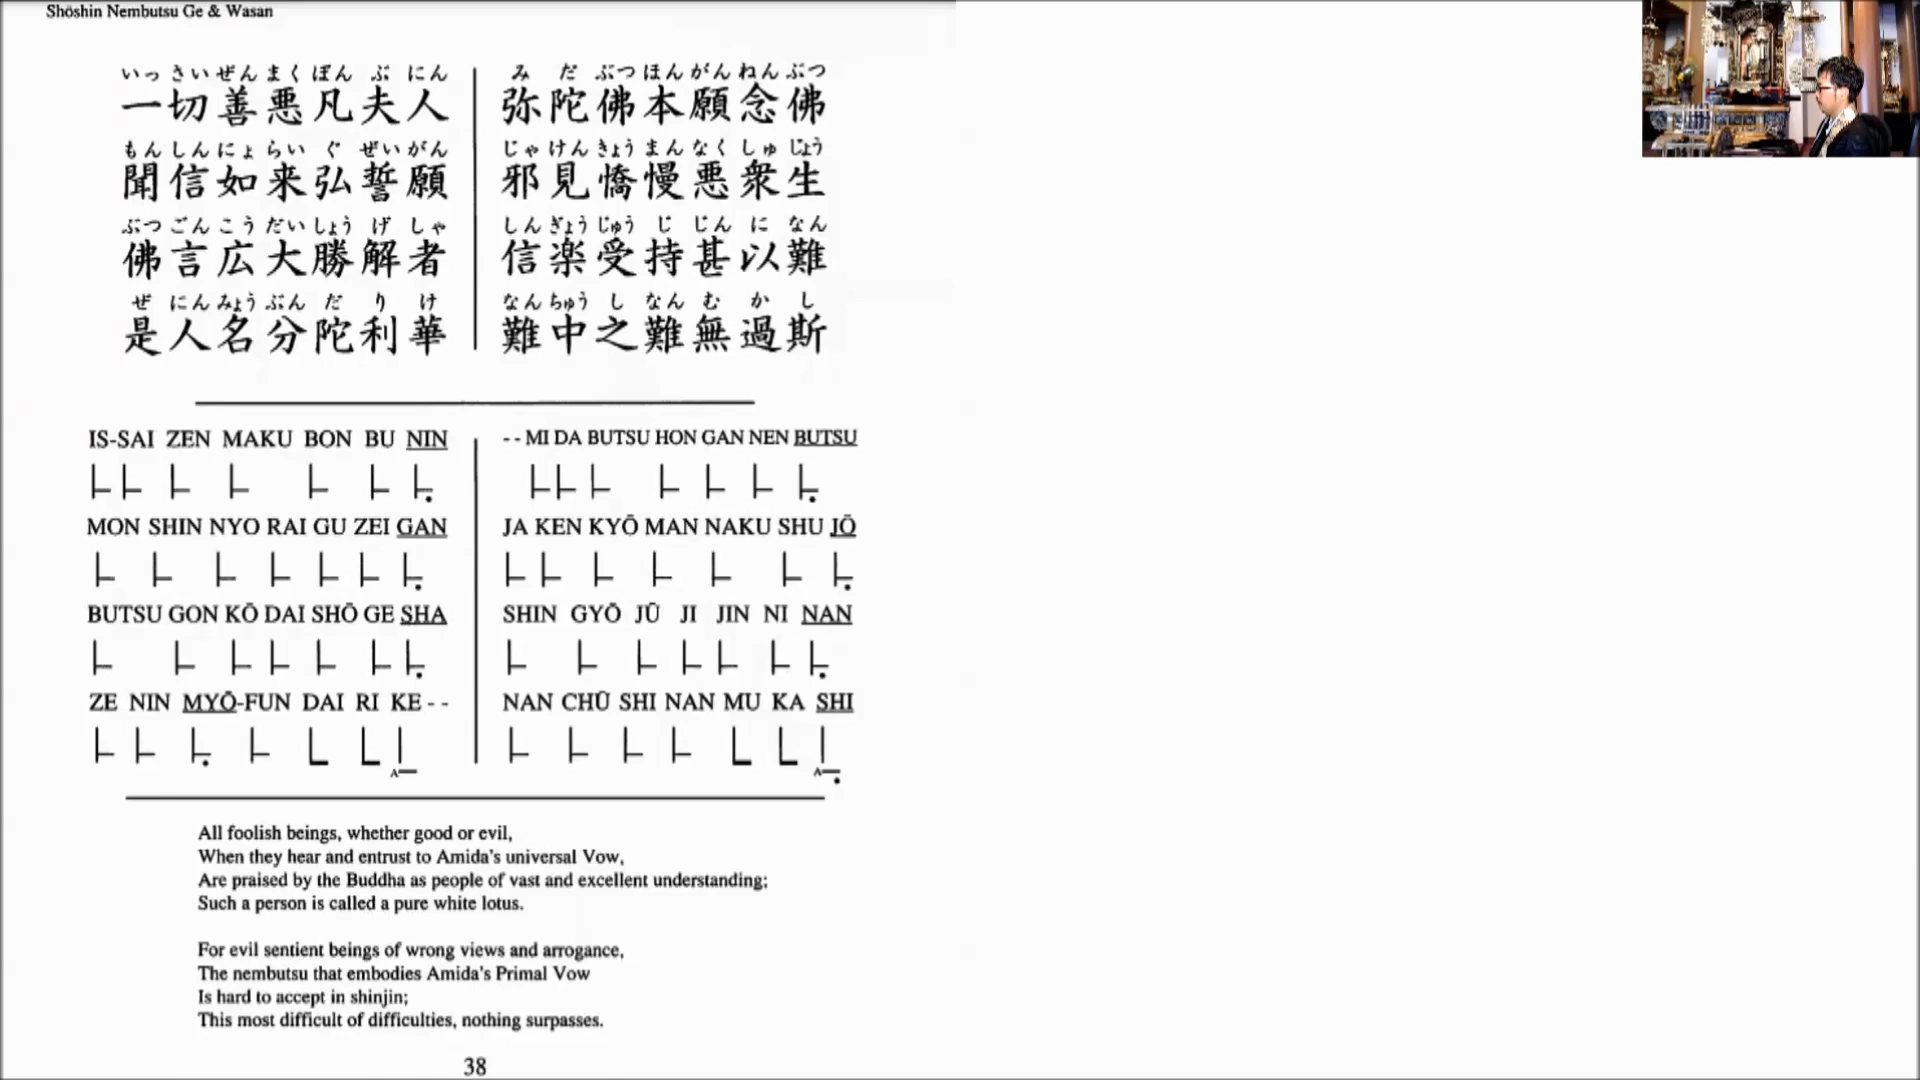 Shōshin Nembutsu Ge & Wasan
いっ さい ぜん まく ぼん ぶ にん
一切善悪凡夫人
もん しん にょ らい ぐ ぜい がん
聞信如来弘誓願
ぶつ ごん こう だい しょう げ しゃ
佛言広大勝解者
ぜ にん みょう ぶん だ り け
是人名分陀利華
み だ ぶつ ほん がん ねん ぶつ
弥陀佛本願念佛
じゃ けん きょう まん なく しゅ じょう
邪見憍慢悪衆生
しん ぎょう じゅう じ じん に なん
信楽受持甚以難
なん ちゅう し なん む か し
難中之難無過斯
IS-SAI ZEN MAKU BON BU NIN
MON SHIN NYO RAI GU ZEI GAN
BUTSU GON KŌ DAI SHŌ GE SHA
ZE NIN MYŌ-FUN DAI RI KE - -
A
- - MI DA BUTSU HON GAN NEN BUTSU
JA KEN KYŌ MAN NAKU SHU JŌ
SHIN GYŌ JŪ JI JIN NI NAN
NAN CHŪ SHI NAN MU KA SHI
A
All foolish beings, whether good or evil,
When they hear and entrust to Amida's universal Vow,
Are praised by the Buddha as people of vast and excellent understanding;
Such a person is called a pure white lotus.
For evil sentient beings of wrong views and arrogance,
The nembutsu that embodies Amida's Primal Vow
Is hard to accept in shinjin;
This most difficult of difficulties, nothing surpasses.
38